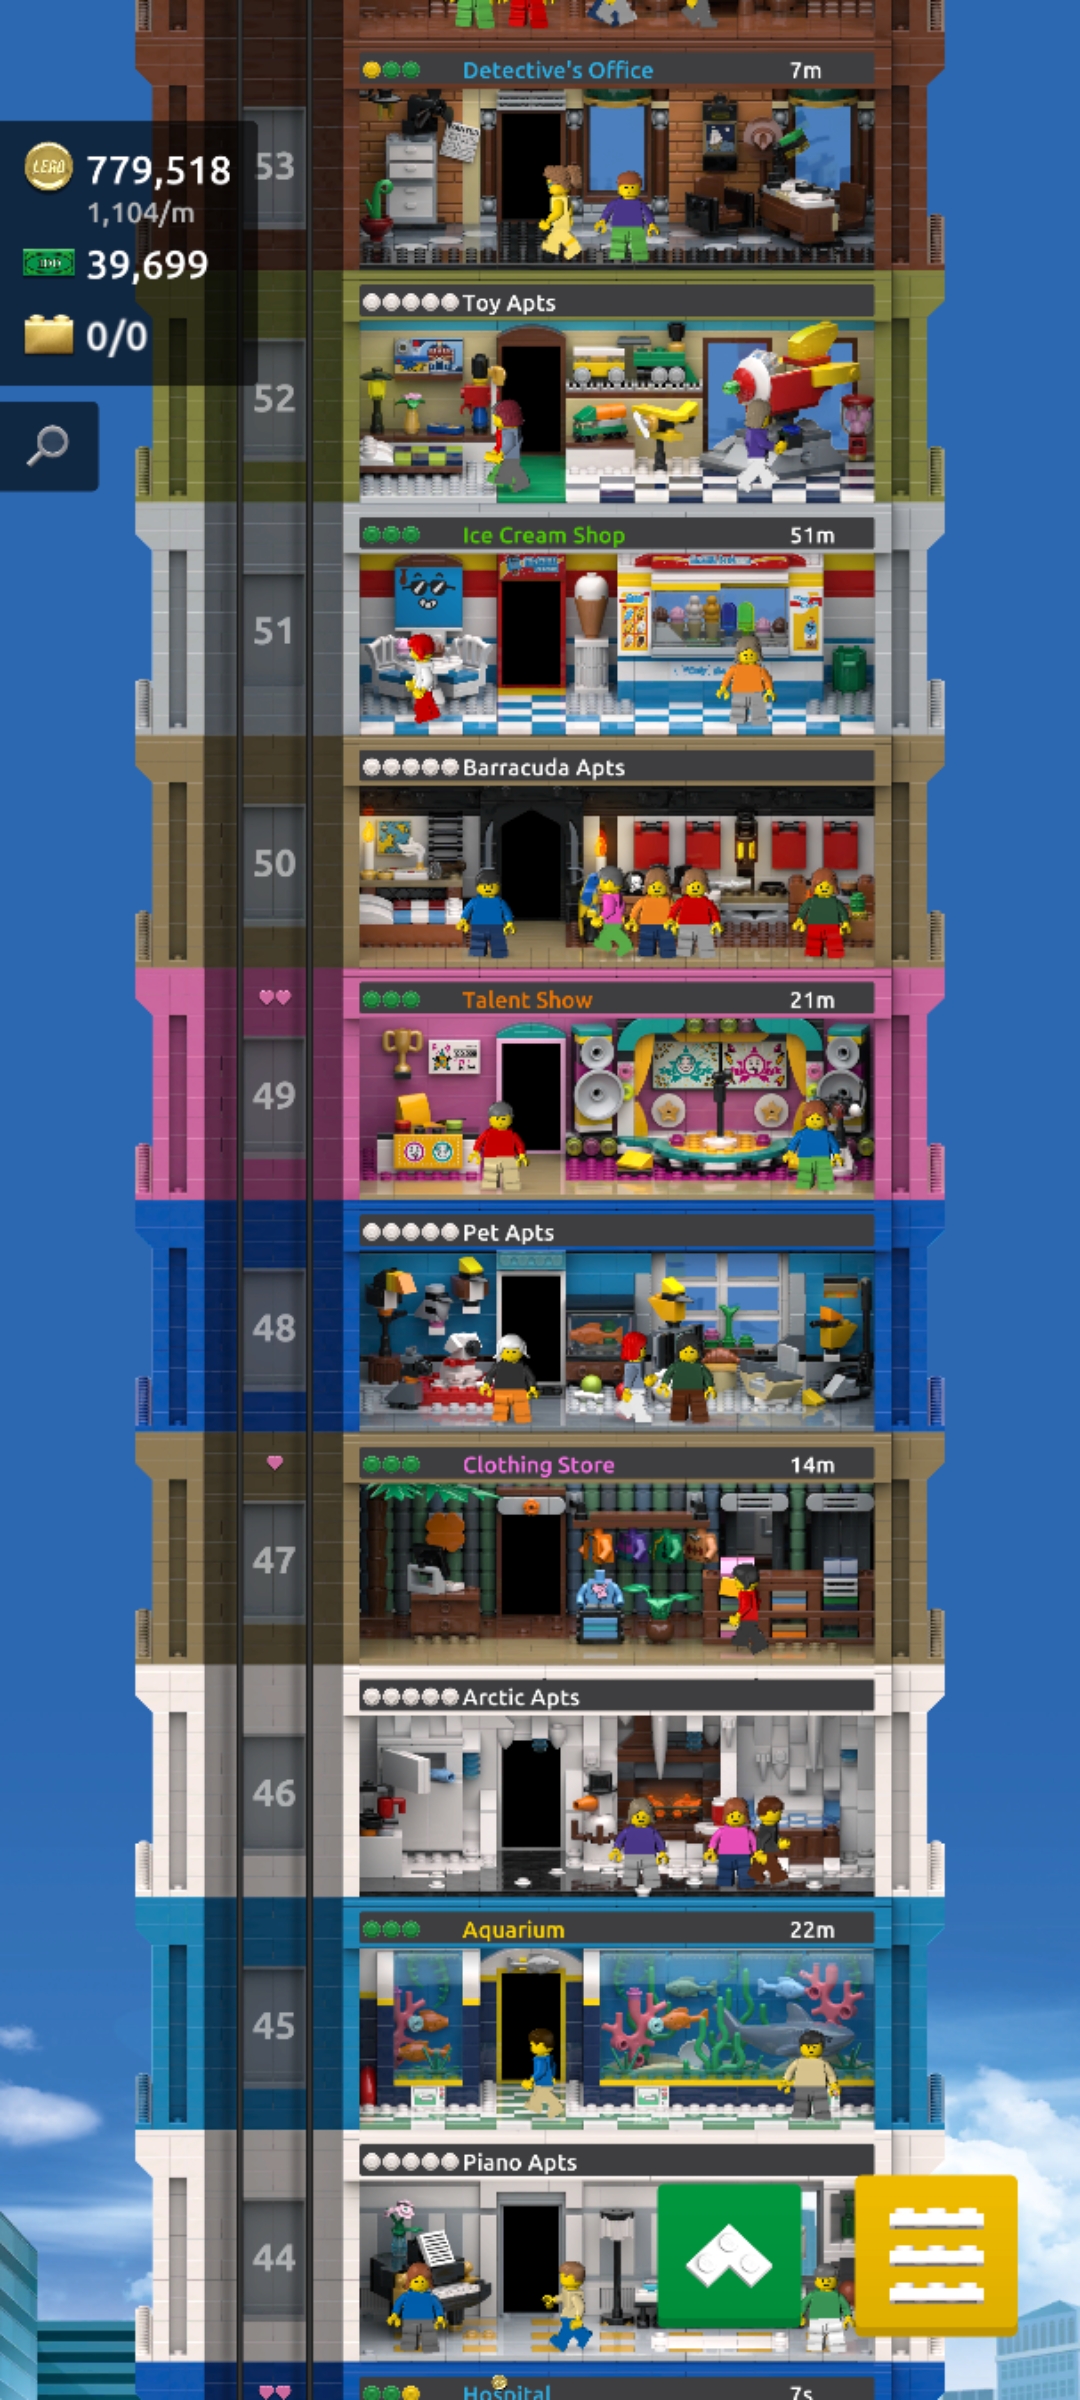 Detective's Office 7m
53
LEGO 779,518
1,104/m
39,699
0/0
Toy Apts
52
Ice Cream Shop 51m
51
Barracuda Apts
50
Talent Show 21m
49
Pet Apts
48
Clothing Store 14m
47
Arctic Apts
46
Aquarium 22m
45
Piano Apts
44
Hospital 7s